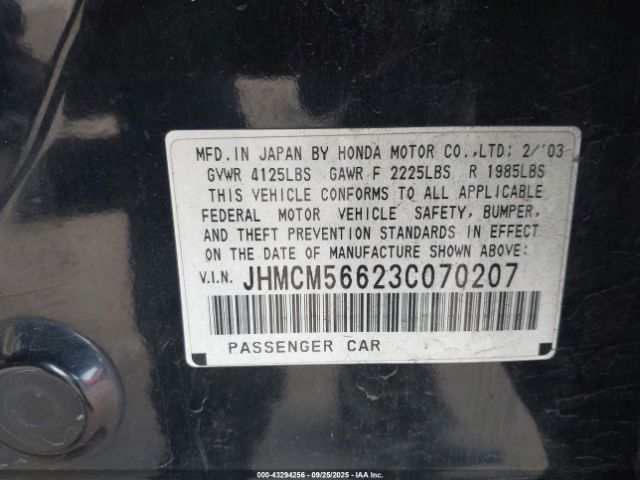 MFD. IN JAPAN BY HONDA MOTOR CO.,LTD; 2/'03
GVWR 4125LBS GAWR F 2225LBS R 1985LBS
THIS VEHICLE CONFORMS TO ALL APPLICABLE
FEDERAL MOTOR VEHICLE SAFETY, BUMPER,
AND THEFT PREVENTION STANDARDS IN EFFECT
ON THE DATE OF MANUFACTURE SHOWN ABOVE:
V.I.N. JHMCM56623C070207
PASSENGER CAR
000-43294256 - 09/25/2025 - IAAI.COM